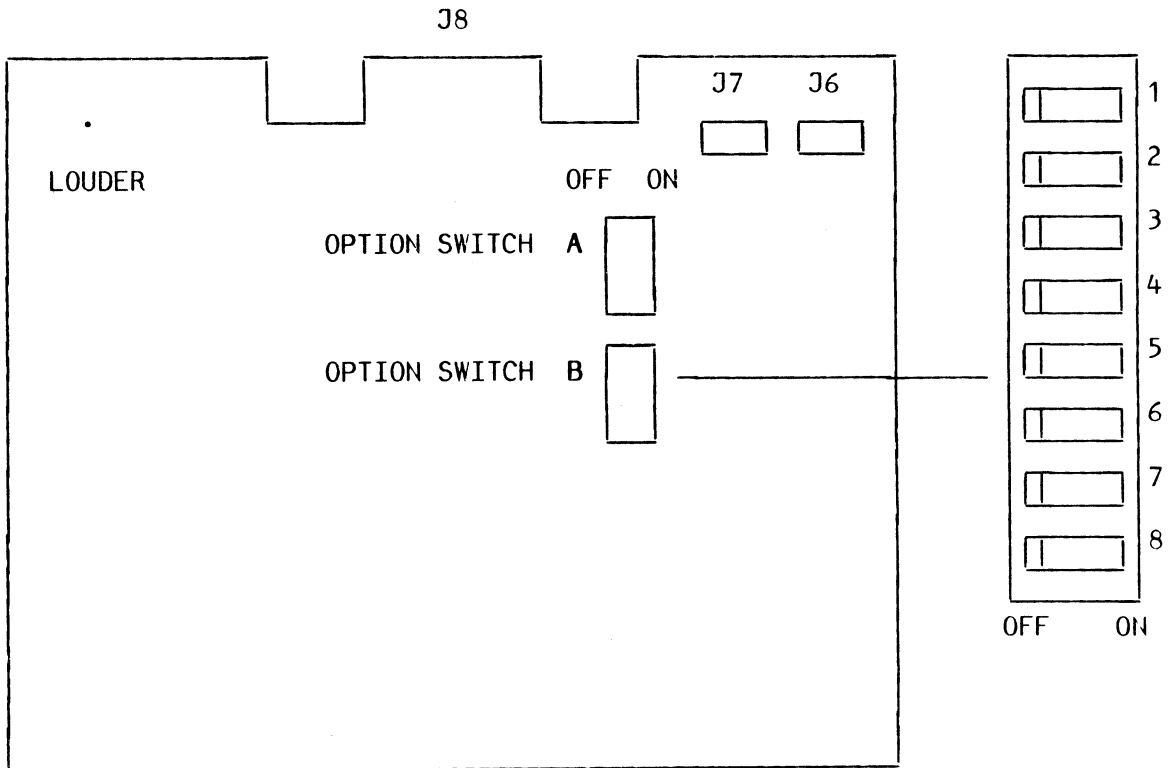 J8
J7 J6
LOUDER
OFF ON
OPTION SWITCH A
OPTION SWITCH B
1
2
3
4
5
6
7
8
OFF ON